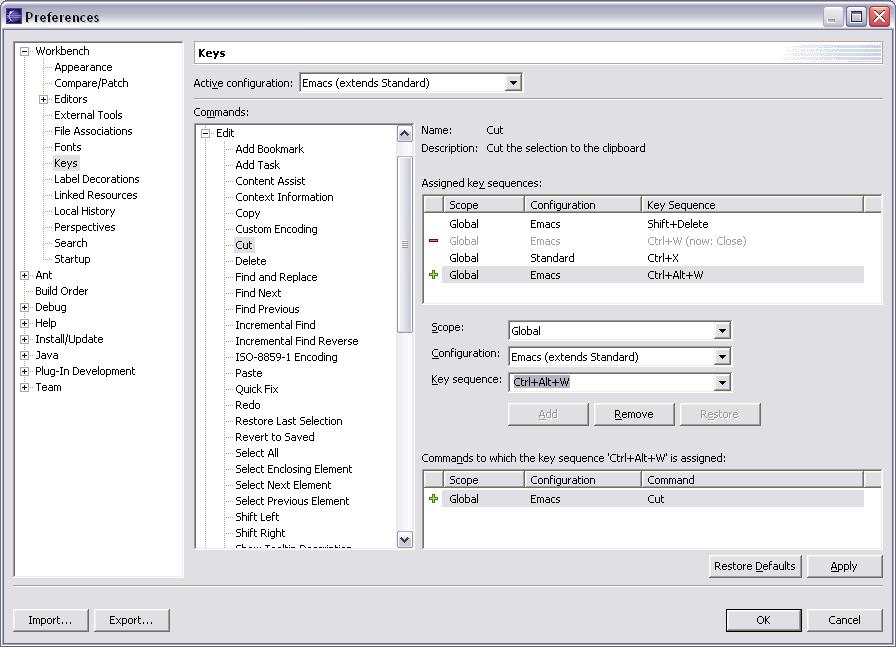 Preferences
Workbench
Appearance
Compare/Patch
Editors
External Tools
File Associations
Fonts
Keys
Label Decorations
Linked Resources
Local History
Perspectives
Search
Startup
Ant
Build Order
Debug
Help
Install/Update
Java
Plug-In Development
Team
Keys
Active configuration: Emacs (extends Standard)
Commands:
Edit
Add Bookmark
Add Task
Content Assist
Context Information
Copy
Custom Encoding
Cut
Delete
Find and Replace
Find Next
Find Previous
Incremental Find
Incremental Find Reverse
ISO-8859-1 Encoding
Paste
Quick Fix
Redo
Restore Last Selection
Revert to Saved
Select All
Select Enclosing Element
Select Next Element
Select Previous Element
Shift Left
Shift Right
Show Tooltip Description
Name: Cut
Description: Cut the selection to the clipboard
Assigned key sequences:
Scope Configuration Key Sequence
Global Emacs Shift+Delete
Global Emacs Ctrl+W (now: Close)
Global Standard Ctrl+X
Global Emacs Ctrl+Alt+W
Scope: Global
Configuration: Emacs (extends Standard)
Key sequence: Ctrl+Alt+W
Add Remove Restore
Commands to which the key sequence 'Ctrl+Alt+W' is assigned:
Scope Configuration Command
Global Emacs Cut
Restore Defaults Apply
Import... Export... OK Cancel